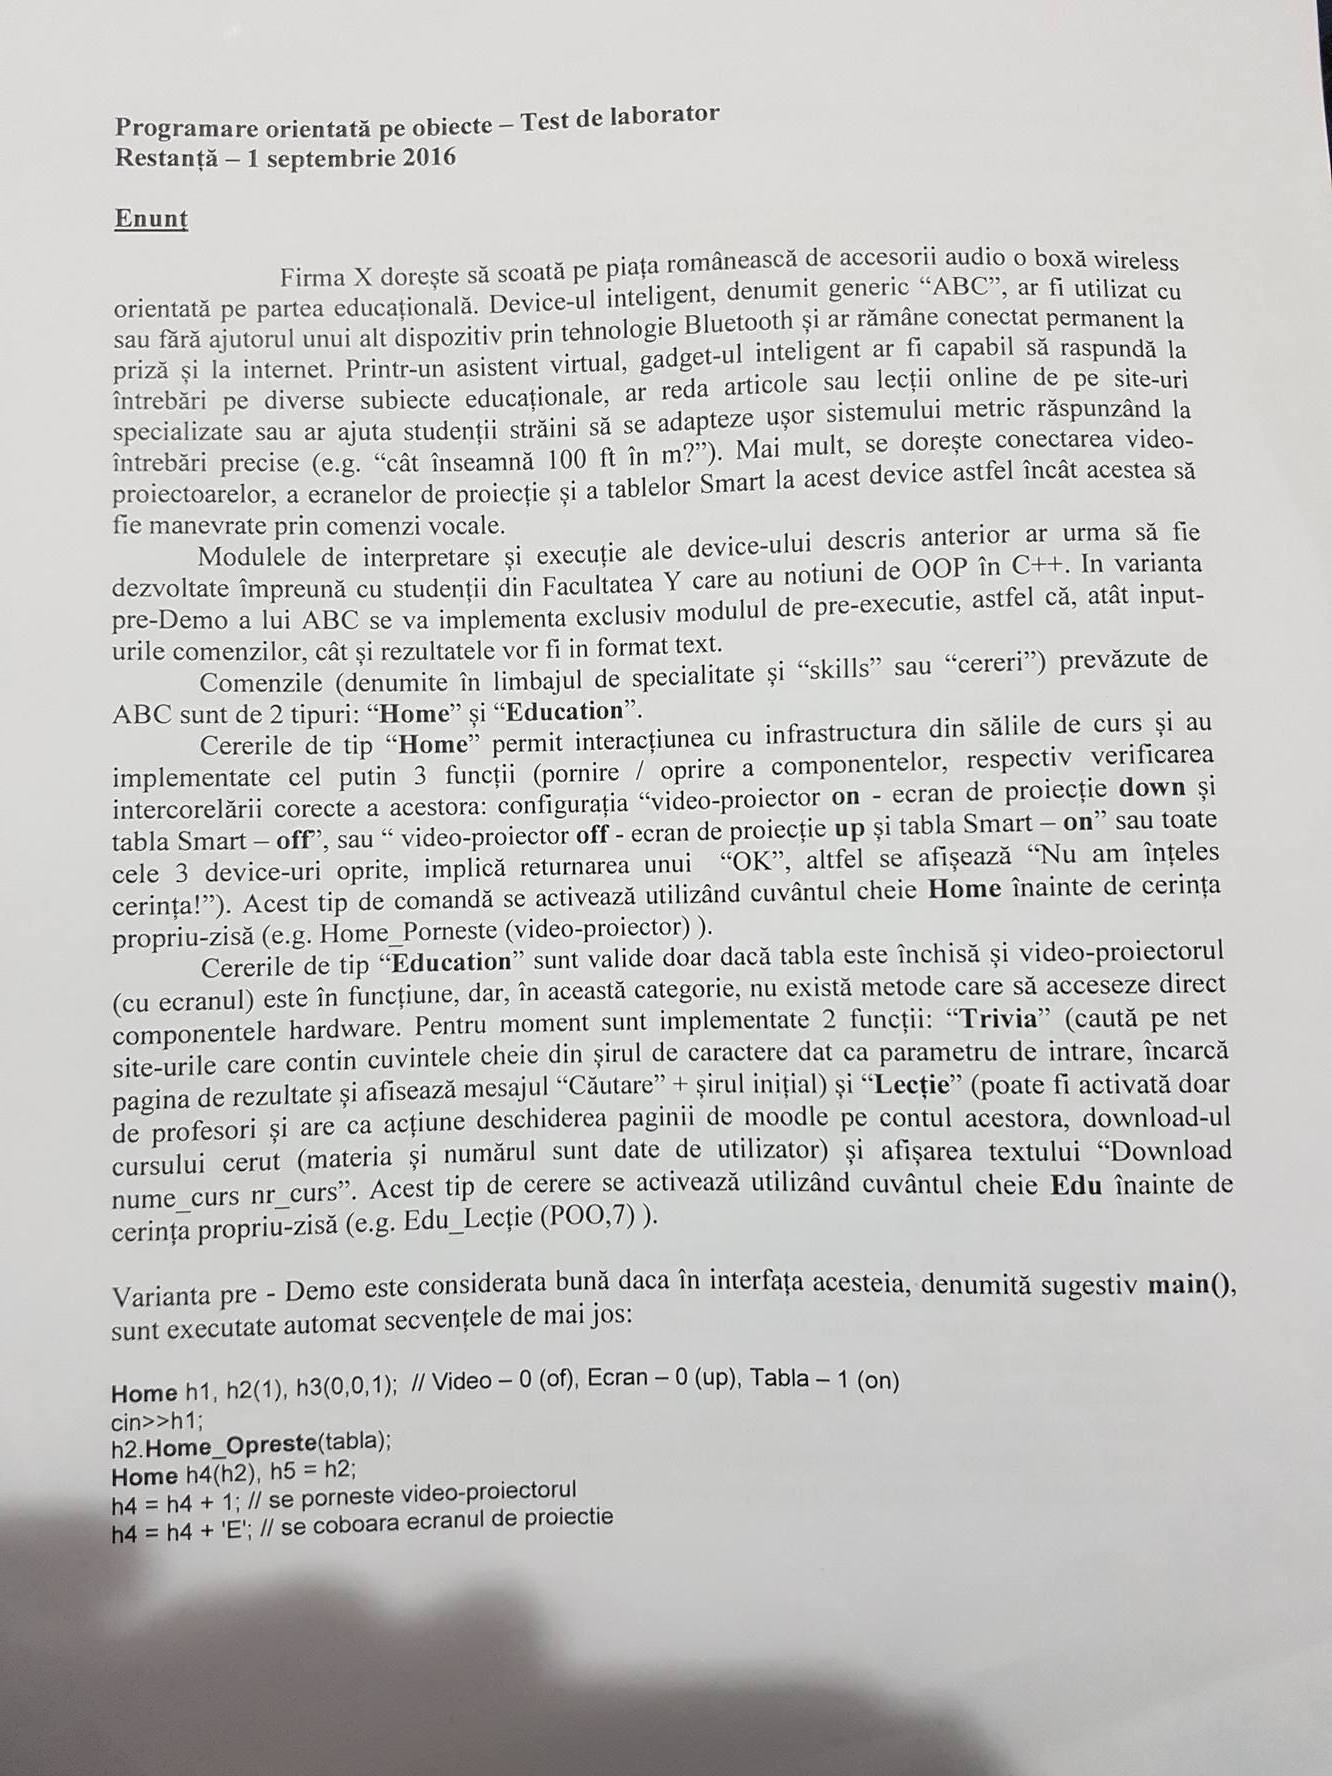 Programare orientată pe obiecte – Test de laborator
Restanță – 1 septembrie 2016
Enunț
Firma X dorește să scoată pe piața românească de accesorii audio o boxă wireless
orientată pe partea educațională. Device-ul inteligent, denumit generic “ABC”, ar fi utilizat cu
sau fără ajutorul unui alt dispozitiv prin tehnologie Bluetooth și ar rămâne conectat permanent la
priză și la internet. Printr-un asistent virtual, gadget-ul inteligent ar fi capabil să raspundă la
întrebări pe diverse subiecte educaționale, ar reda articole sau lecții online de pe site-uri
specializate sau ar ajuta studenții străini să se adapteze ușor sistemului metric răspunzând la
întrebări precise (e.g. “cât înseamnă 100 ft în m?”). Mai mult, se dorește conectarea video-
proiectoarelor, a ecranelor de proiecție și a tablelor Smart la acest device astfel încât acestea să
fie manevrate prin comenzi vocale.
Modulele de interpretare și execuție ale device-ului descris anterior ar urma să fie
dezvoltate împreună cu studenții din Facultatea Y care au notiuni de OOP în C++. In varianta
pre-Demo a lui ABC se va implementa exclusiv modulul de pre-executie, astfel că, atât input-
urile comenzilor, cât și rezultatele vor fi in format text.
Comenzile (denumite în limbajul de specialitate și “skills” sau “cereri”) prevăzute de
ABC sunt de 2 tipuri: “Home” și “Education”.
Cererile de tip “Home” permit interacțiunea cu infrastructura din sălile de curs și au
implementate cel putin 3 funcții (pornire / oprire a componentelor, respectiv verificarea
intercorelării corecte a acestora: configurația “video-proiector on - ecran de proiecție down și
tabla Smart – off”, sau “ video-proiector off - ecran de proiecție up și tabla Smart – on” sau toate
cele 3 device-uri oprite, implică returnarea unui “OK”, altfel se afișează “Nu am înțeles
cerința!”). Acest tip de comandă se activează utilizând cuvântul cheie Home înainte de cerința
propriu-zisă (e.g. Home_Porneste (video-proiector) ).
Cererile de tip “Education” sunt valide doar dacă tabla este închisă și video-proiectorul
(cu ecranul) este în funcțiune, dar, în această categorie, nu există metode care să acceseze direct
componentele hardware. Pentru moment sunt implementate 2 funcții: “Trivia” (caută pe net
site-urile care contin cuvintele cheie din șirul de caractere dat ca parametru de intrare, încarcă
pagina de rezultate și afisează mesajul “Căutare” + șirul inițial) și “Lecție” (poate fi activată doar
de profesori și are ca acțiune deschiderea paginii de moodle pe contul acestora, download-ul
cursului cerut (materia și numărul sunt date de utilizator) și afișarea textului “Download
nume_curs nr_curs”. Acest tip de cerere se activează utilizând cuvântul cheie Edu înainte de
cerința propriu-zisă (e.g. Edu_Lecție (POO,7) ).
Varianta pre - Demo este considerata bună daca în interfața acesteia, denumită sugestiv main(),
sunt executate automat secvențele de mai jos:
Home h1, h2(1), h3(0,0,1); // Video – 0 (of), Ecran – 0 (up), Tabla – 1 (on)
cin>>h1;
h2.Home_Opreste(tabla);
Home h4(h2), h5 = h2;
h4 = h4 + 1; // se porneste video-proiectorul
h4 = h4 + 'E'; // se coboara ecranul de proiectie